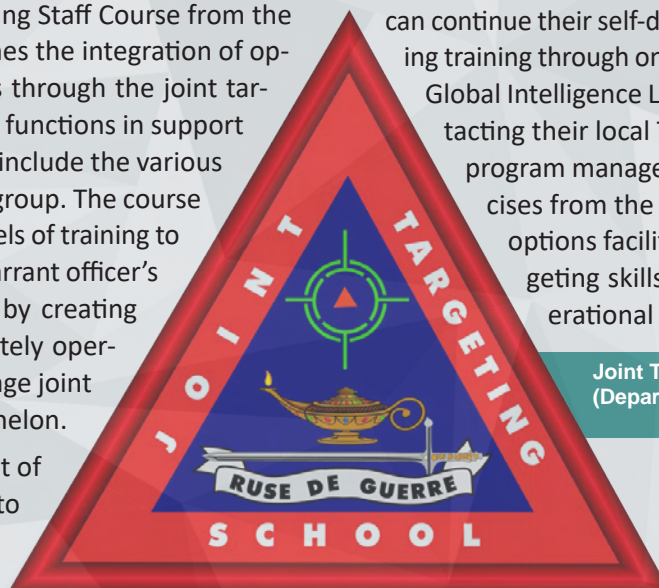 ing Staff Course from the
nes the integration of op-
s through the joint tar-
functions in support
include the various
group. The course
els of training to
arrant officer's
by creating
tely oper-
ge joint
helon.
t of
to
can continue their self-d
ing training through on
Global Intelligence L
tacting their local
program manage
cises from the
options facilit
geting skills
erational
JOINT TARGETING
RUSE DE GUERRE
SCHOOL
Joint T
(Depar